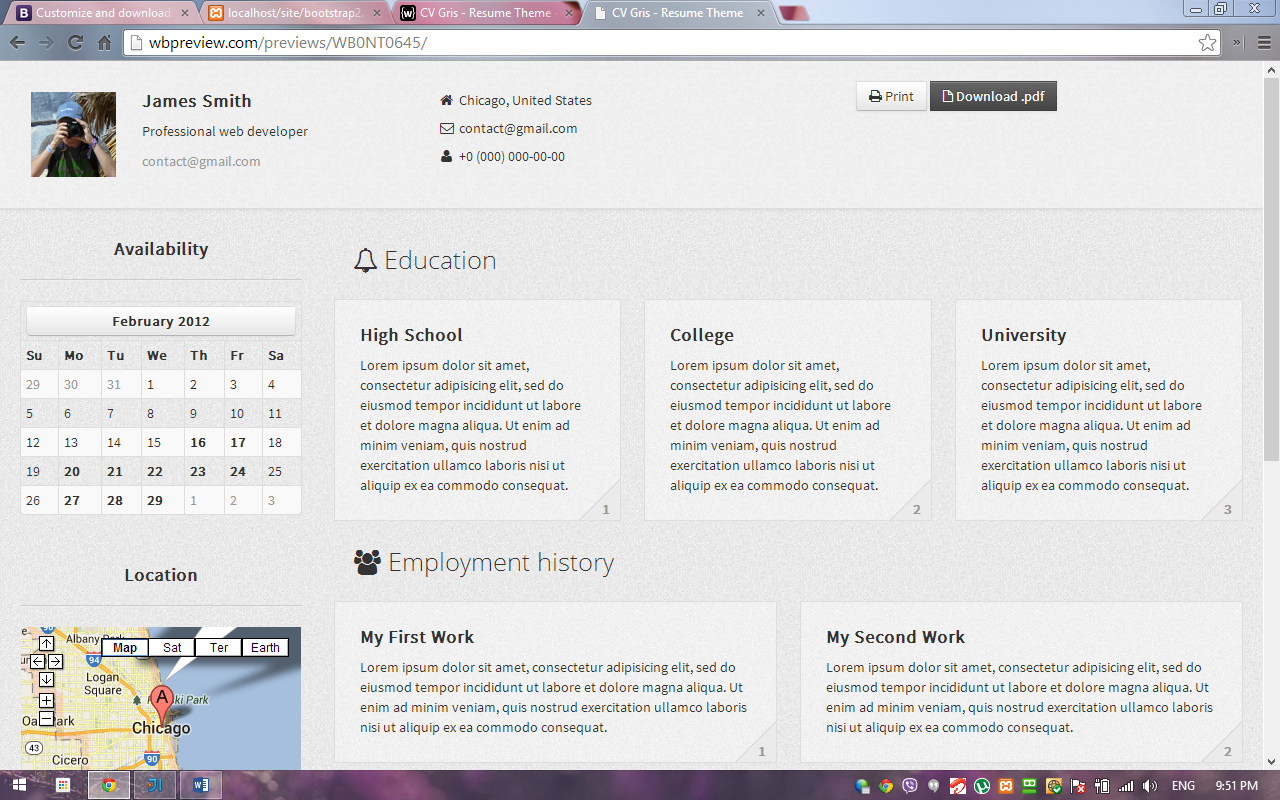 Customize and download
localhost/site/bootstrap2
CV Gris - Resume Theme -
CV Gris - Resume Theme
wbpreview.com/previews/WB0NT0645/
James Smith
Professional web developer
contact@gmail.com
Chicago, United States
contact@gmail.com
+0 (000) 000-00-00
Print
Download .pdf
Availability
February 2012
Su Mo Tu We Th Fr Sa
29 30 31 1 2 3 4
5 6 7 8 9 10 11
12 13 14 15 16 17 18
19 20 21 22 23 24 25
26 27 28 29 1 2 3
Location
Albany
Map Sat Ter Earth
94
Logan
Square
A
Park
Chicago
43
90
Cicero
Education
High School
Lorem ipsum dolor sit amet,
consectetur adipisicing elit, sed do
eiusmod tempor incididunt ut labore
et dolore magna aliqua. Ut enim ad
minim veniam, quis nostrud
exercitation ullamco laboris nisi ut
aliquip ex ea commodo consequat.
1
College
Lorem ipsum dolor sit amet,
consectetur adipisicing elit, sed do
eiusmod tempor incididunt ut labore
et dolore magna aliqua. Ut enim ad
minim veniam, quis nostrud
exercitation ullamco laboris nisi ut
aliquip ex ea commodo consequat.
2
University
Lorem ipsum dolor sit amet,
consectetur adipisicing elit, sed do
eiusmod tempor incididunt ut labore
et dolore magna aliqua. Ut enim ad
minim veniam, quis nostrud
exercitation ullamco laboris nisi ut
aliquip ex ea commodo consequat.
3
Employment history
My First Work
Lorem ipsum dolor sit amet, consectetur adipisicing elit, sed do
eiusmod tempor incididunt ut labore et dolore magna aliqua. Ut
enim ad minim veniam, quis nostrud exercitation ullamco laboris
nisi ut aliquip ex ea commodo consequat.
1
My Second Work
Lorem ipsum dolor sit amet, consectetur adipisicing elit, sed do
eiusmod tempor incididunt ut labore et dolore magna aliqua. Ut
enim ad minim veniam, quis nostrud exercitation ullamco laboris
nisi ut aliquip ex ea commodo consequat.
2
ENG
9:51 PM